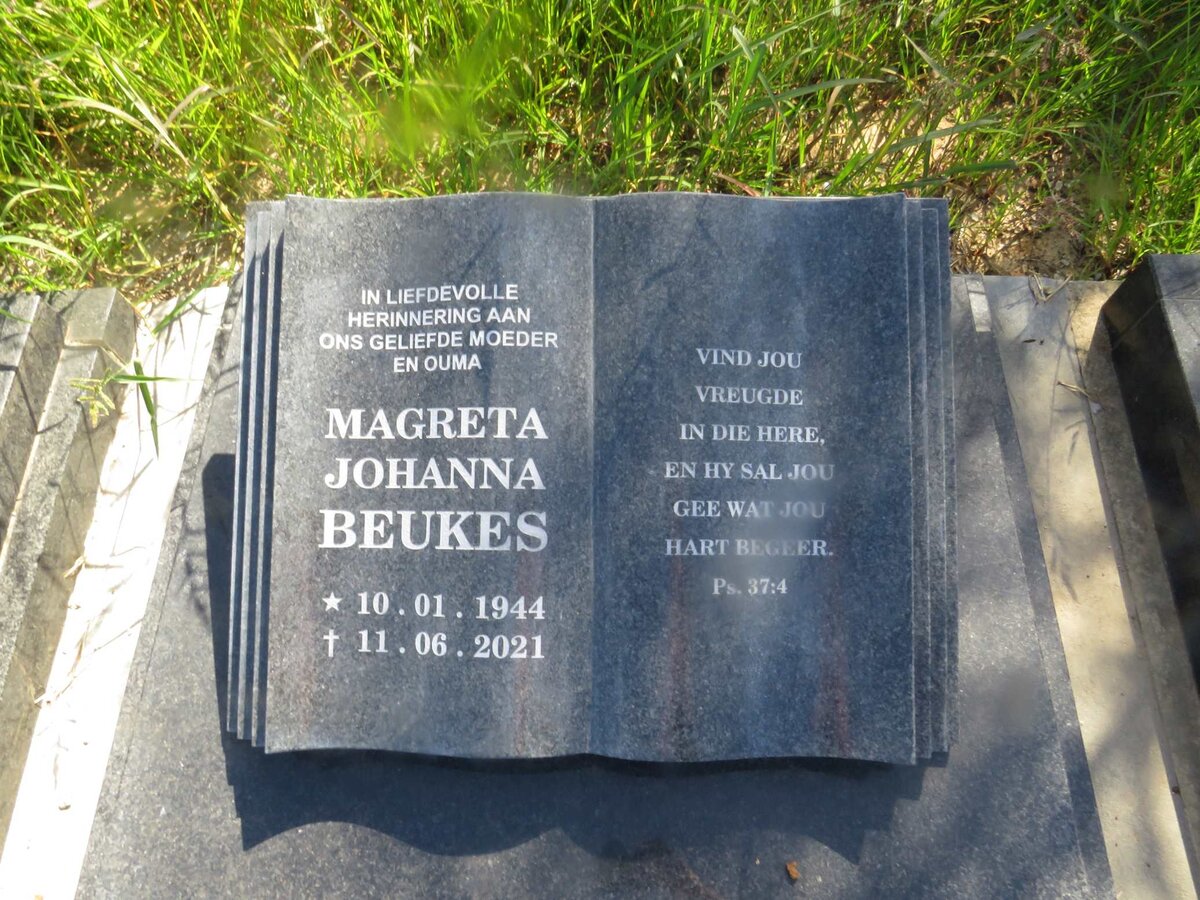 IN LIEFDEVOLLE
HERINNERING AAN
ONS GELIEFDE MOEDER
EN OUMA
MAGRETA
JOHANNA
BEUKES
★ 10 . 01 . 1944
† 11 . 06 . 2021
VIND JOU
VREUGDE
IN DIE HERE,
EN HY SAL JOU
GEE WAT JOU
HART BEGEER.
Ps. 37:4